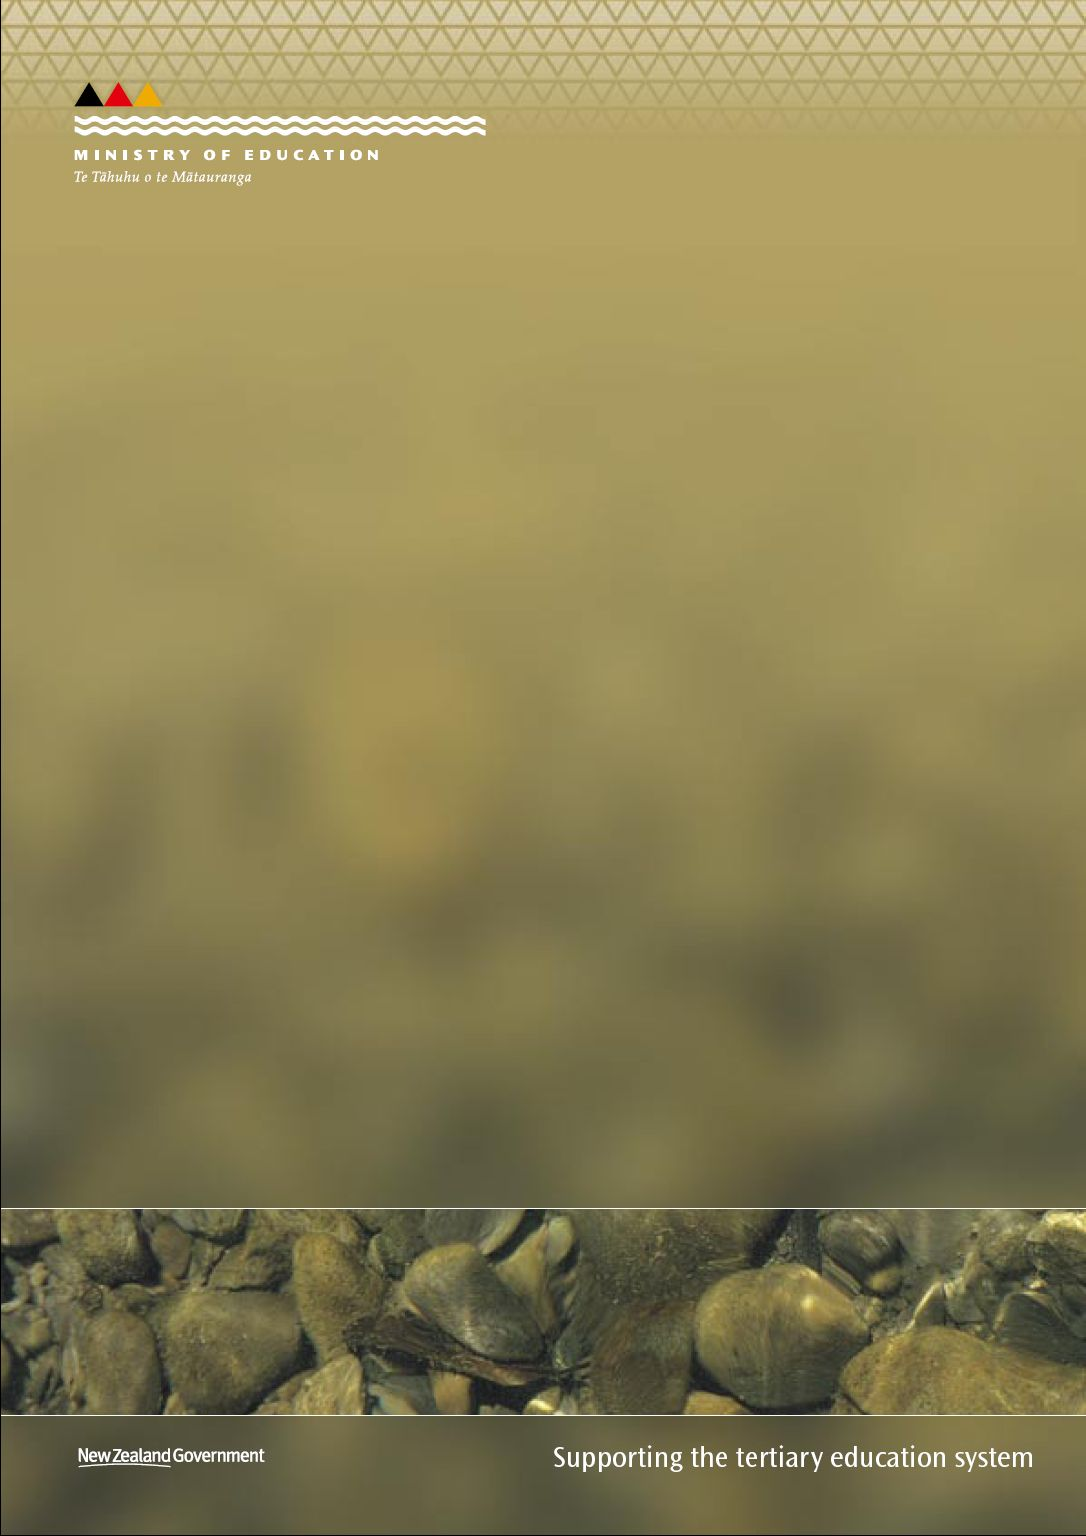 MINISTRY OF EDUCATION
Te Tāhuhu o te Mātauranga
New Zealand Government
Supporting the tertiary education system